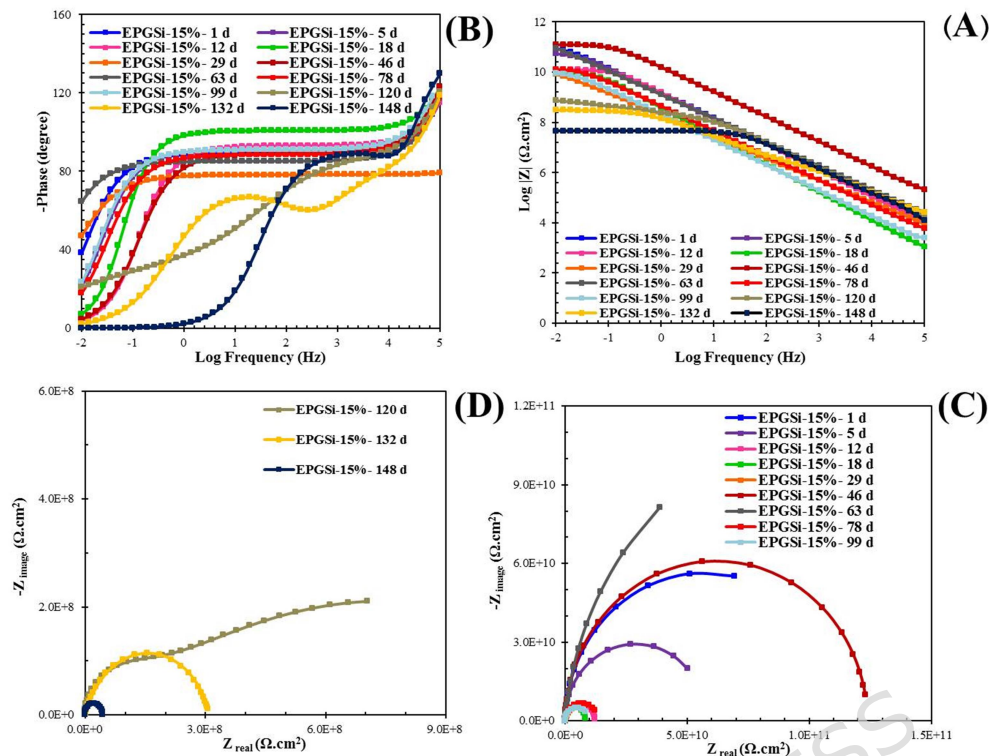 (B)
160
120
80
40
0
-Phase (degree)
EPGSi-15%- 1 d
EPGSi-15%- 5 d
EPGSi-15%- 12 d
EPGSi-15%- 18 d
EPGSi-15%- 29 d
EPGSi-15%- 46 d
EPGSi-15%- 63 d
EPGSi-15%- 78 d
EPGSi-15%- 99 d
EPGSi-15%- 120 d
EPGSi-15%- 132 d
EPGSi-15%- 148 d
-2 -1 0 1 2 3 4 5
Log Frequency (Hz)
(A)
12
10
8
6
4
2
0
Log |Z| (Ω.cm²)
EPGSi-15%- 1 d
EPGSi-15%- 5 d
EPGSi-15%- 12 d
EPGSi-15%- 18 d
EPGSi-15%- 29 d
EPGSi-15%- 46 d
EPGSi-15%- 63 d
EPGSi-15%- 78 d
EPGSi-15%- 99 d
EPGSi-15%- 120 d
EPGSi-15%- 132 d
EPGSi-15%- 148 d
-2 -1 0 1 2 3 4 5
Log Frequency (Hz)
(D)
6.0E+8
4.0E+8
2.0E+8
0.0E+0
-Z image (Ω.cm²)
EPGSi-15%- 120 d
EPGSi-15%- 132 d
EPGSi-15%- 148 d
0.0E+0 3.0E+8 6.0E+8 9.0E+8
Z real (Ω.cm²)
(C)
1.2E+11
9.0E+10
6.0E+10
3.0E+10
0.0E+0
-Z image (Ω.cm²)
EPGSi-15%- 1 d
EPGSi-15%- 5 d
EPGSi-15%- 12 d
EPGSi-15%- 18 d
EPGSi-15%- 29 d
EPGSi-15%- 46 d
EPGSi-15%- 63 d
EPGSi-15%- 78 d
EPGSi-15%- 99 d
0.0E+0 5.0E+10 1.0E+11 1.5E+11
Z real (Ω.cm²)